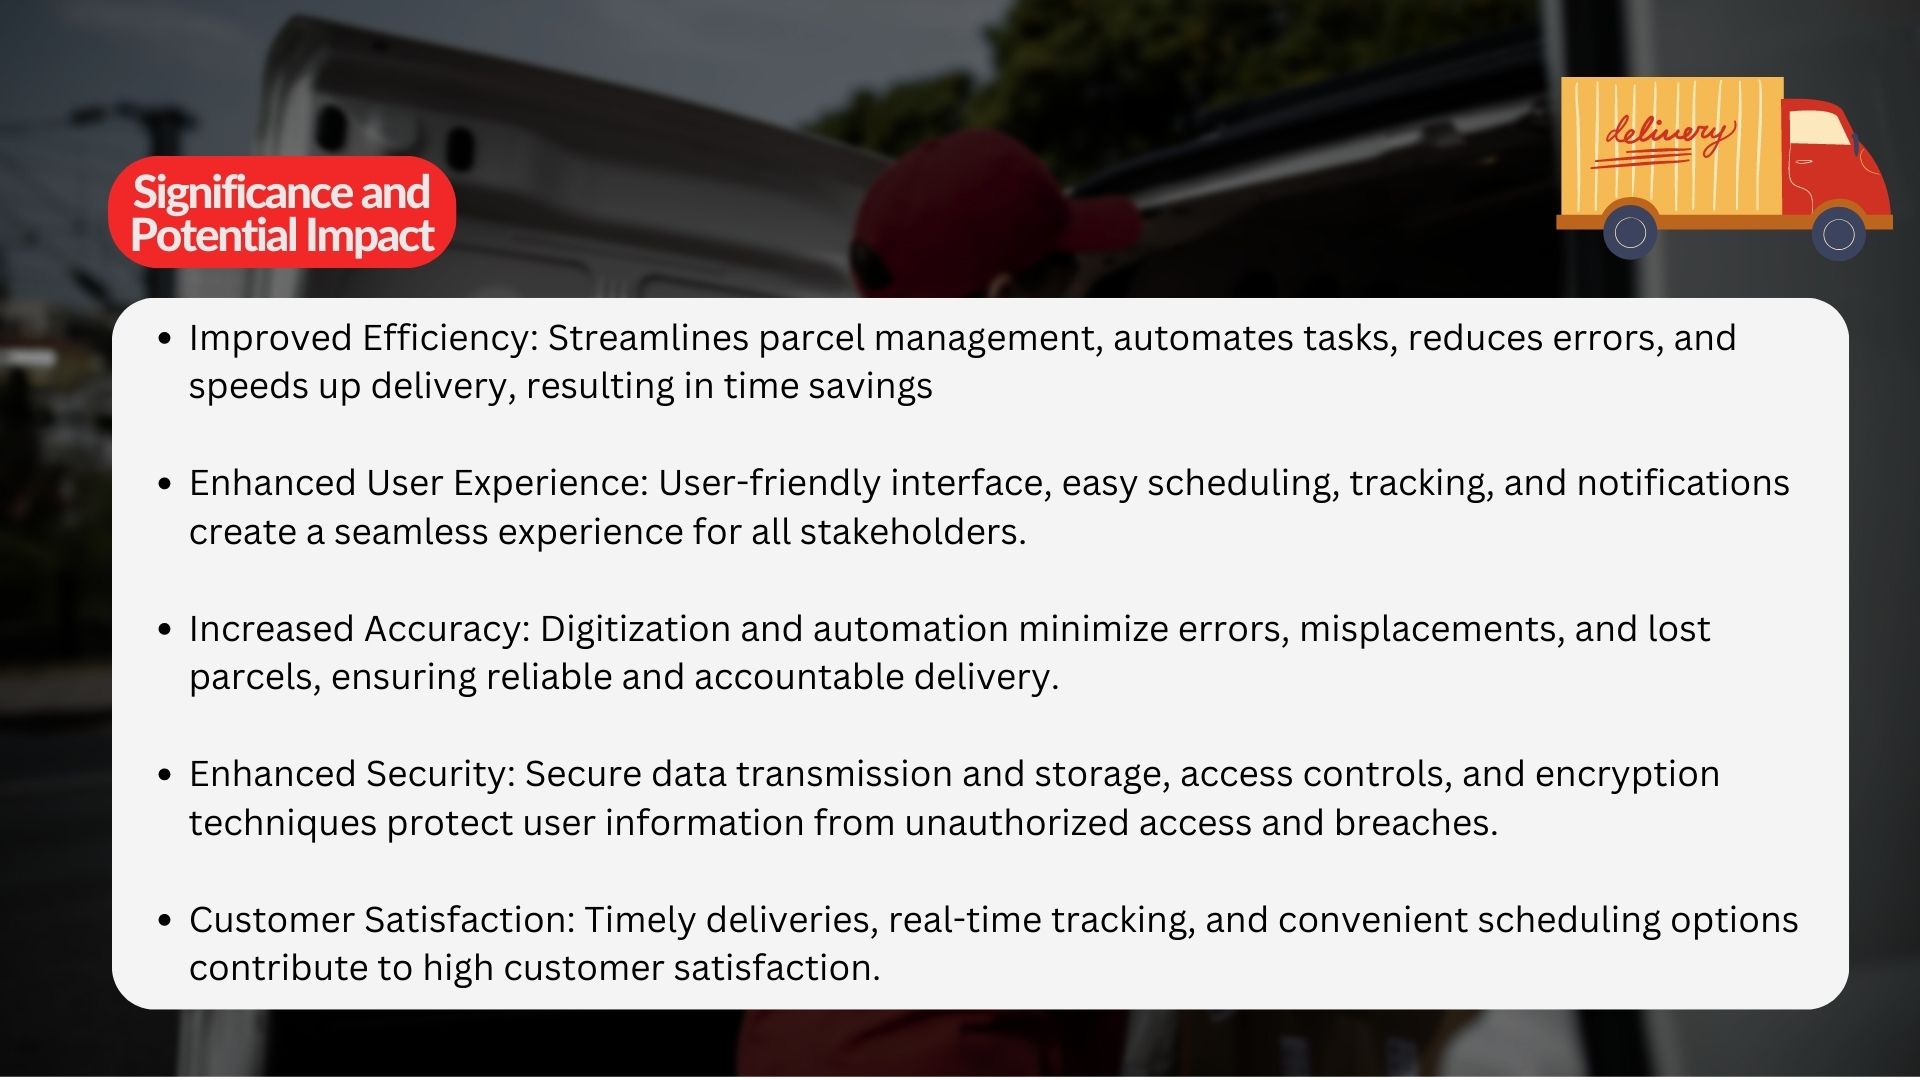 delivery
Significance and
Potential Impact
• Improved Efficiency: Streamlines parcel management, automates tasks, reduces errors, and
speeds up delivery, resulting in time savings
• Enhanced User Experience: User-friendly interface, easy scheduling, tracking, and notifications
create a seamless experience for all stakeholders.
• Increased Accuracy: Digitization and automation minimize errors, misplacements, and lost
parcels, ensuring reliable and accountable delivery.
• Enhanced Security: Secure data transmission and storage, access controls, and encryption
techniques protect user information from unauthorized access and breaches.
• Customer Satisfaction: Timely deliveries, real-time tracking, and convenient scheduling options
contribute to high customer satisfaction.